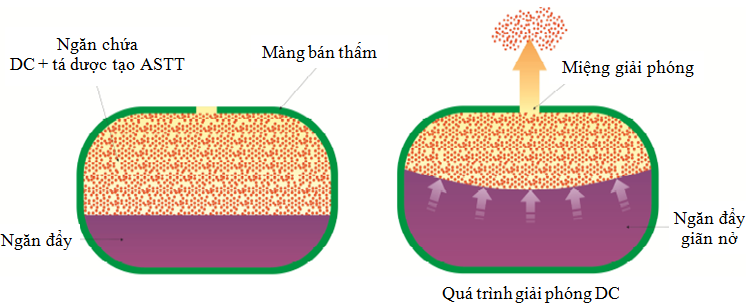 Ngăn chứa
DC + tá dược tạo ASTT
Màng bán thấm
Ngăn đẩy
Miệng giải phóng
Ngăn đẩy
giãn nở
Quá trình giải phóng DC